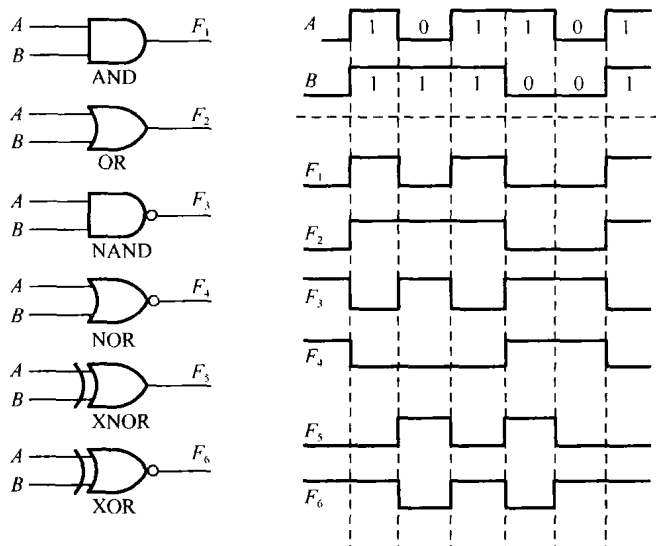 A
B
F₁
AND
A
B
F₂
OR
A
B
F₃
NAND
A
B
F₄
NOR
A
B
F₅
XNOR
A
B
F₆
XOR
A 1 0 1 1 0 1
B 1 1 1 0 0 1
F₁
F₂
F₃
F₄
F₅
F₆